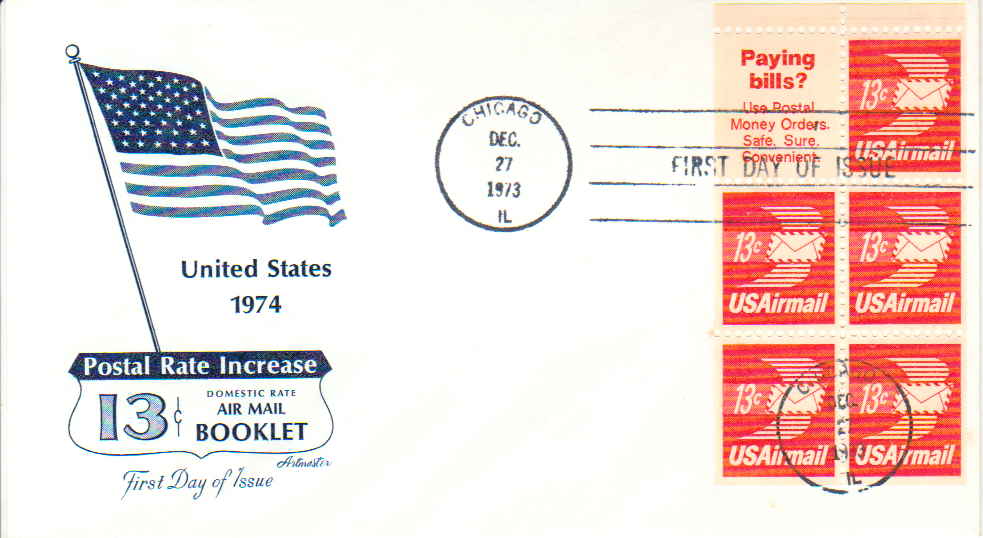 United States
1974
Postal Rate Increase
13¢
DOMESTIC RATE
AIR MAIL
BOOKLET
Artmaster
First Day of Issue
CHICAGO
DEC.
27
1973
IL
FIRST DAY OF ISSUE
Paying
bills?
Use Postal
Money Orders.
Safe. Sure.
Convenient.
13c
USAirmail
13c
USAirmail
13c
USAirmail
13c
USAirmail
13c
USAirmail
DEC.
IL